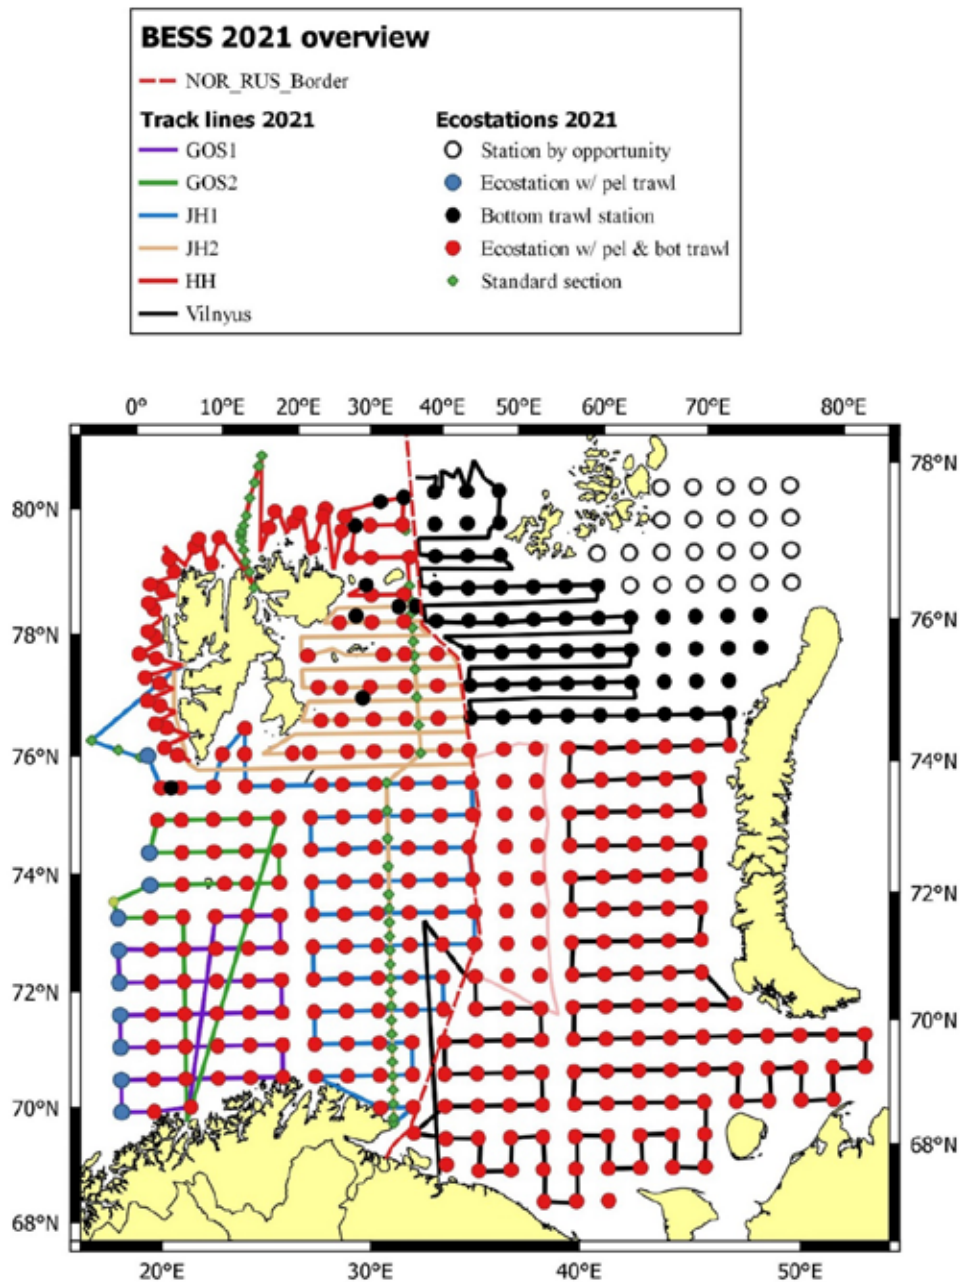 BESS 2021 overview
NOR_RUS_Border
Track lines 2021
GOS1
GOS2
JH1
JH2
HH
Vilnyus
Ecostations 2021
Station by opportunity
Ecostation w/ pel trawl
Bottom trawl station
Ecostation w/ pel & bot trawl
Standard section
0° 10°E 20°E 30°E 40°E 50°E 60°E 70°E 80°E
80°N
78°N
76°N
74°N
72°N
70°N
68°N
78°N
76°N
74°N
72°N
70°N
68°N
20°E 30°E 40°E 50°E